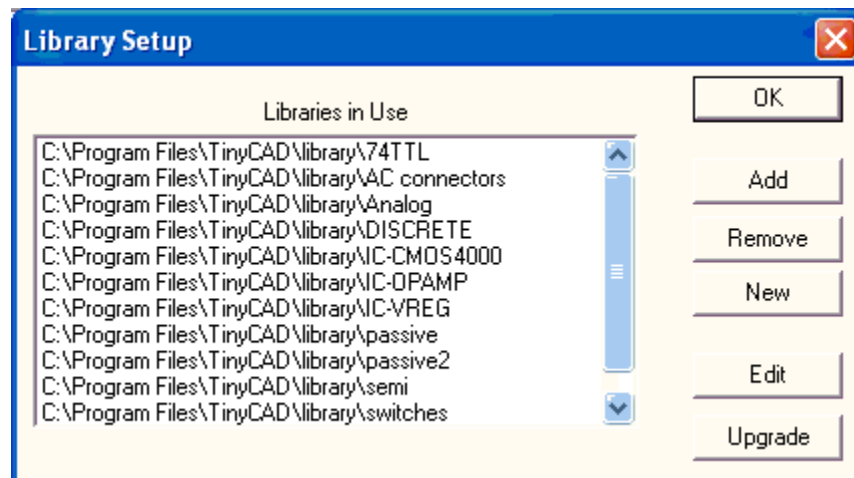 Library Setup
Libraries in Use
C:\Program Files\TinyCAD\library\74TTL
C:\Program Files\TinyCAD\library\AC connectors
C:\Program Files\TinyCAD\library\Analog
C:\Program Files\TinyCAD\library\DISCRETE
C:\Program Files\TinyCAD\library\IC-CMOS4000
C:\Program Files\TinyCAD\library\IC-OPAMP
C:\Program Files\TinyCAD\library\IC-VREG
C:\Program Files\TinyCAD\library\passive
C:\Program Files\TinyCAD\library\passive2
C:\Program Files\TinyCAD\library\semi
C:\Program Files\TinyCAD\library\switches
OK
Add
Remove
New
Edit
Upgrade